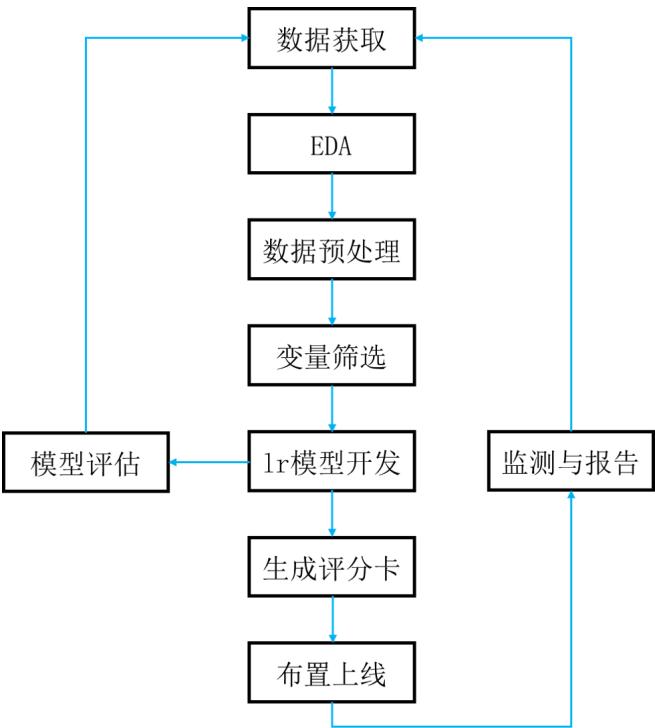 数据获取
EDA
数据预处理
变量筛选
模型评估
lr模型开发
监测与报告
生成评分卡
布置上线